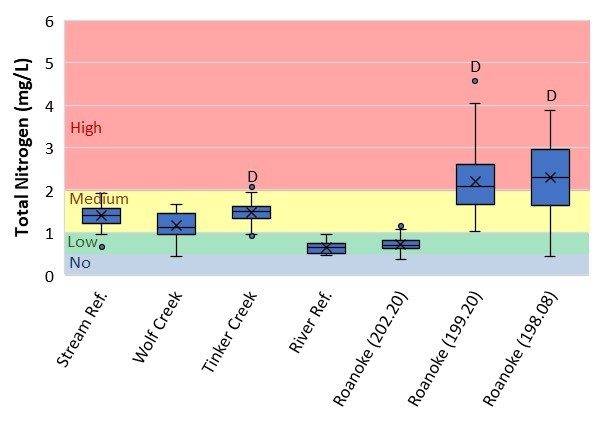 Total Nitrogen (mg/L)
6
5
4
3
2
1
0
High
Medium
Low
No
D
D
D
Stream Ref.
Wolf Creek
Tinker Creek
River Ref.
Roanoke (202.20)
Roanoke (199.20)
Roanoke (198.08)